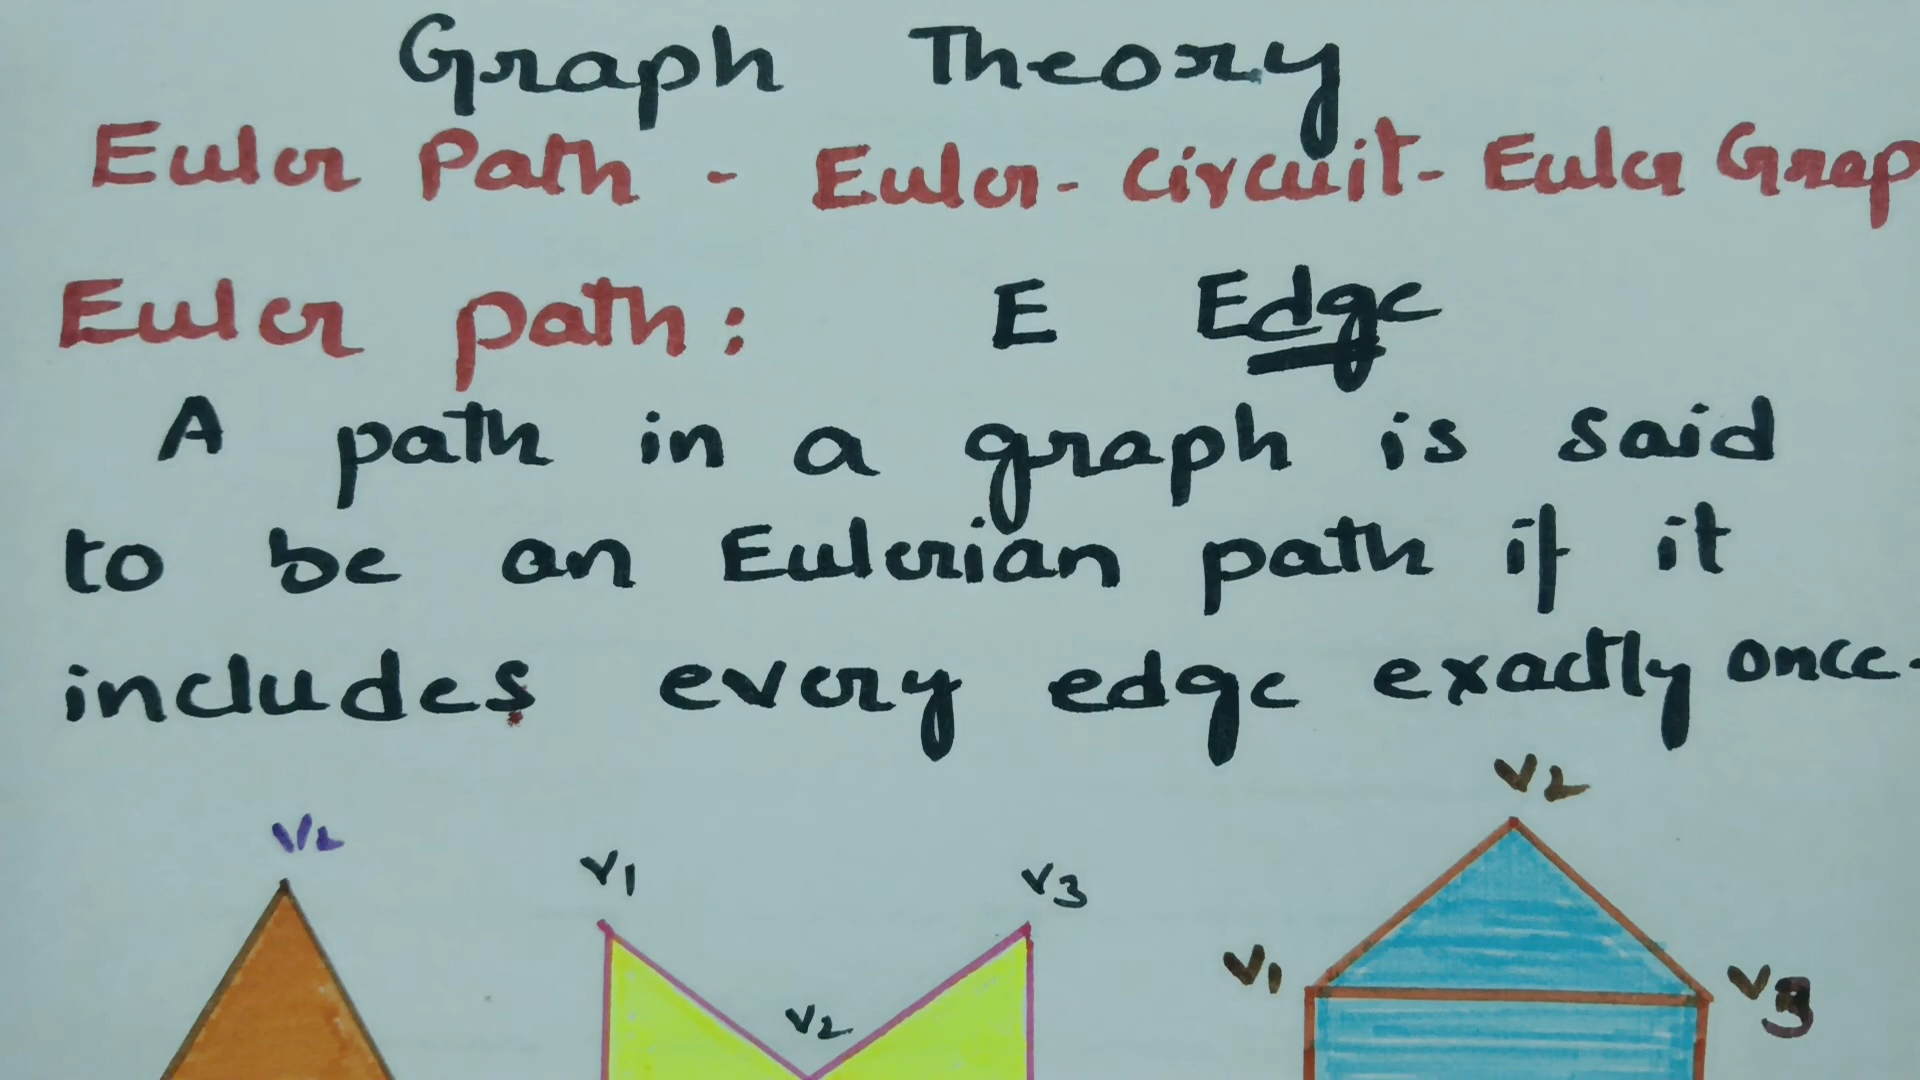 Graph Theory
Euler Path - Euler - Circuit - Euler Grap
Euler path: E Edge
A path in a graph is said
to be an Eulerian path if it
includes every edge exactly once.
V2
V2
V1 V3
V1 V3
V2